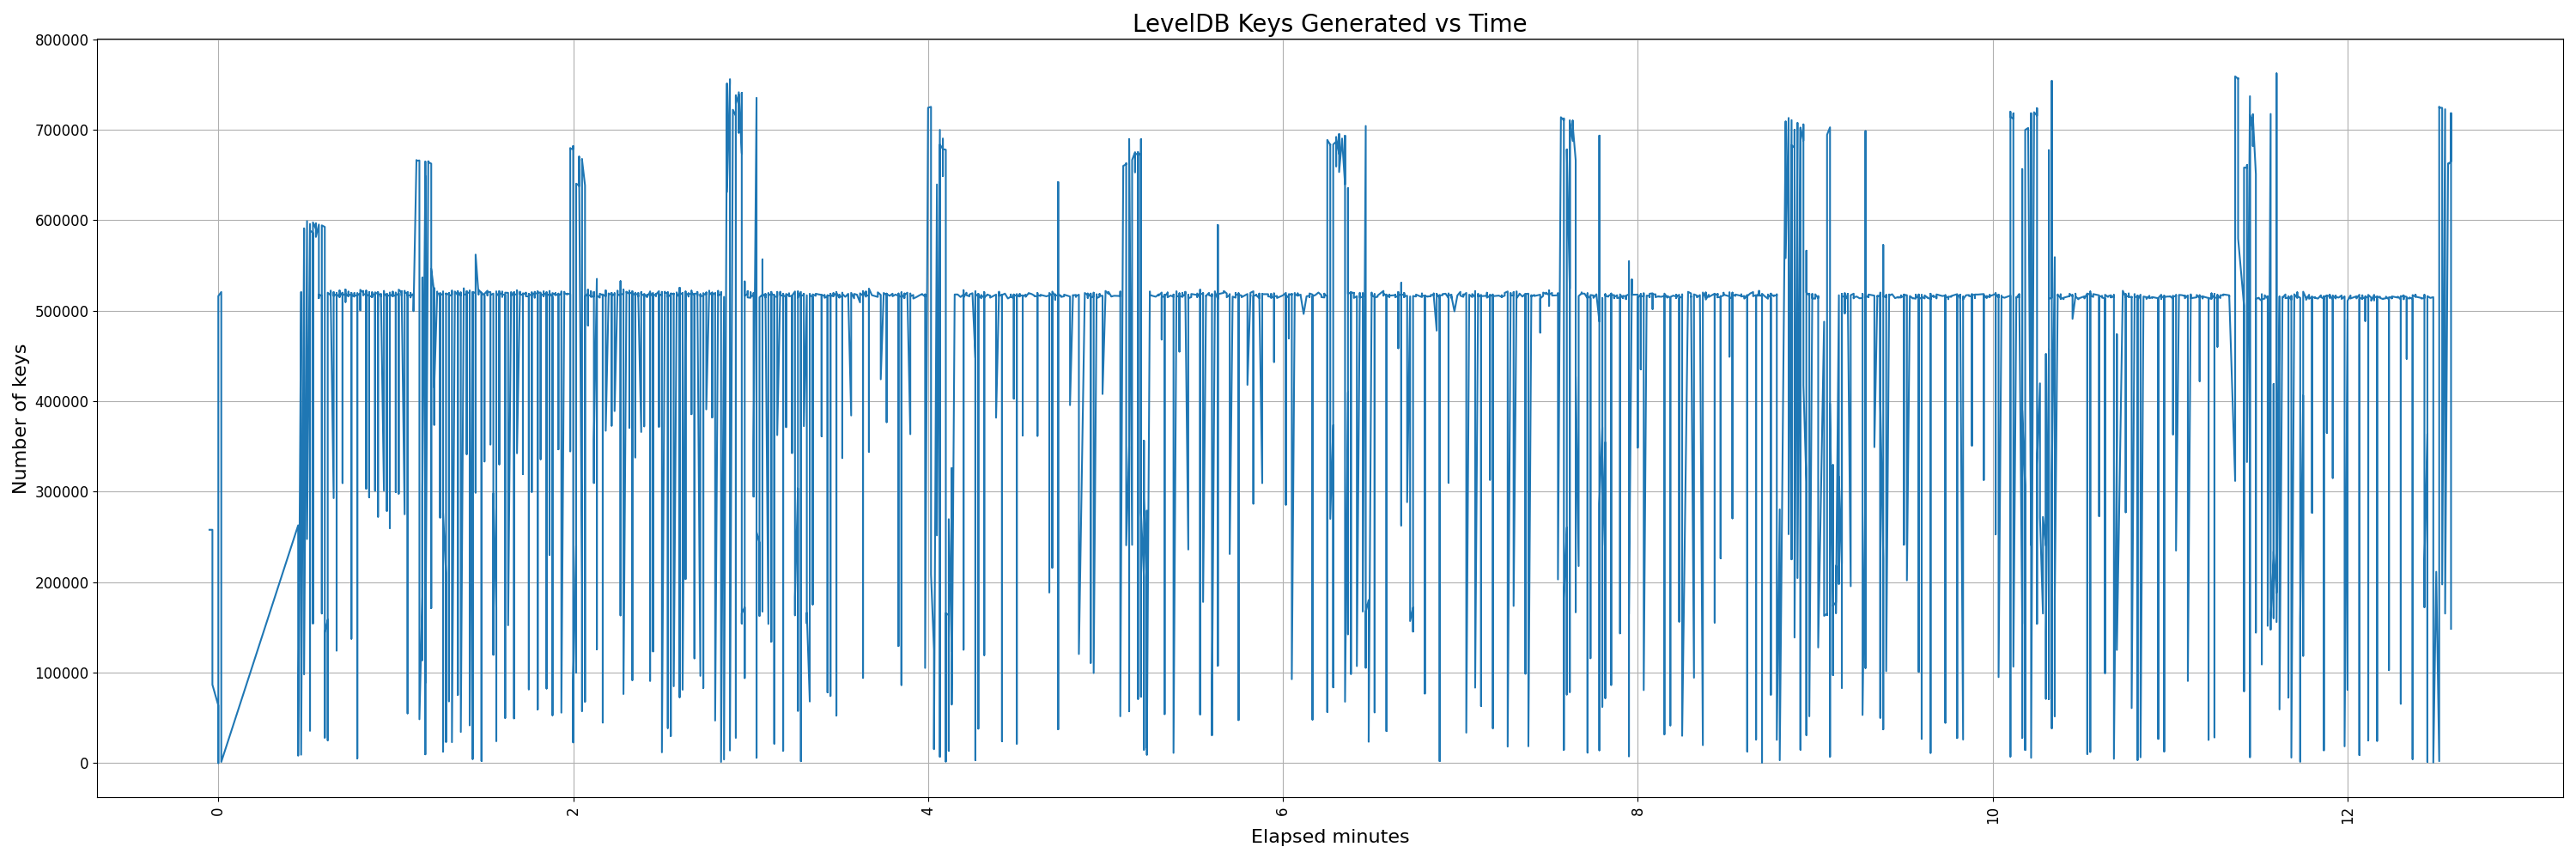 LevelDB Keys Generated vs Time
800000
700000
600000
500000
400000
300000
200000
100000
0
Number of keys
0 2 4 6 8 10 12
Elapsed minutes